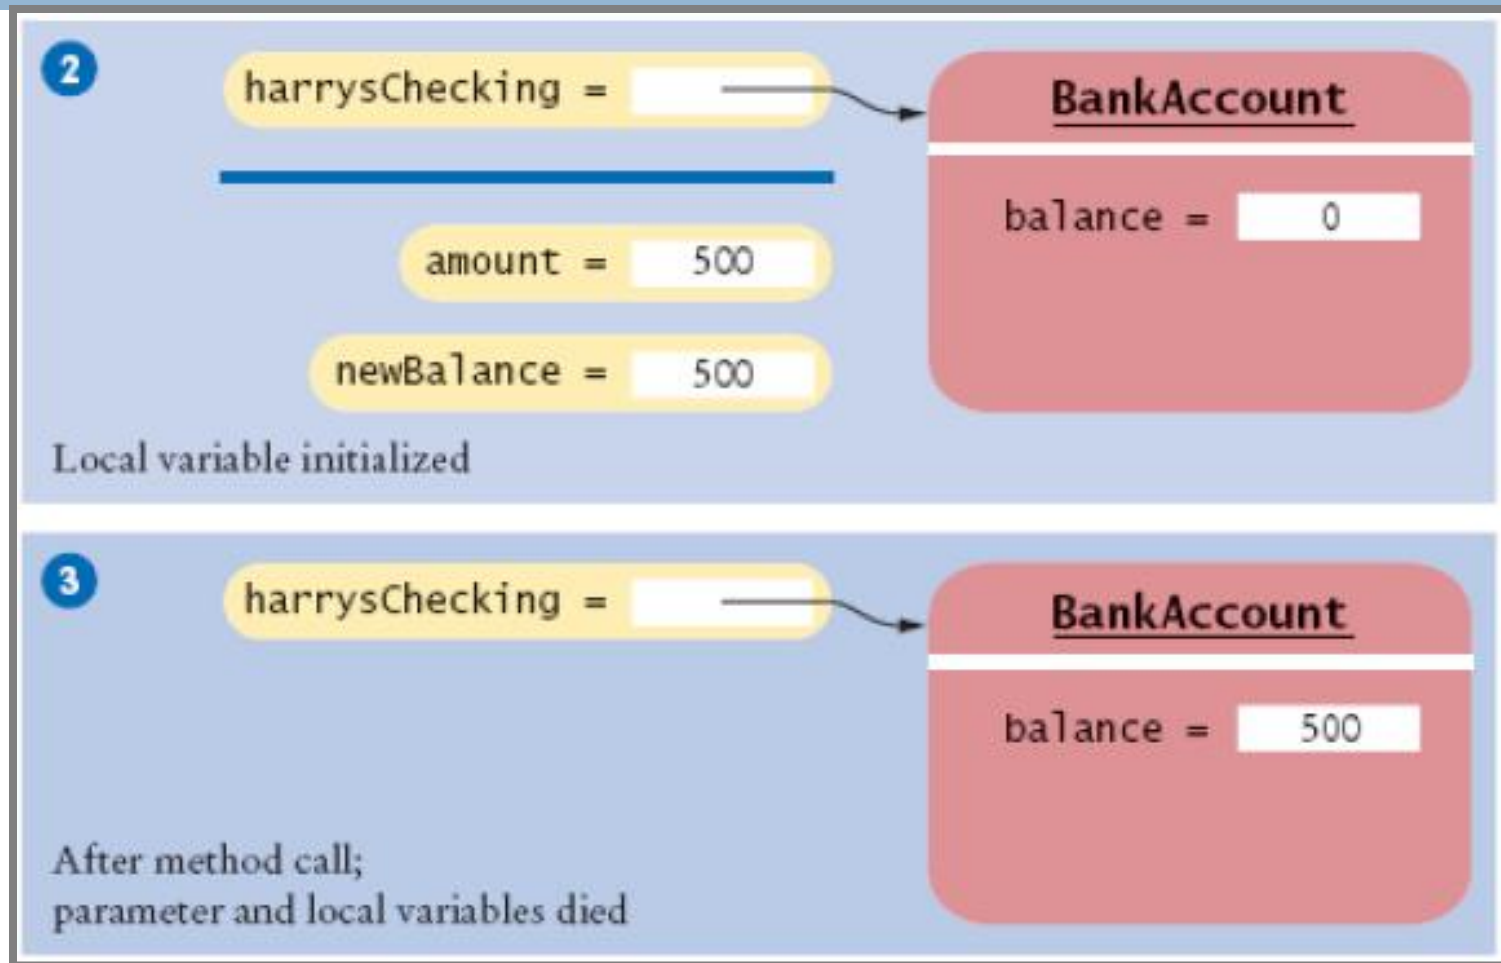 2
harrysChecking =
BankAccount
balance = 0
amount = 500
newBalance = 500
Local variable initialized
3
harrysChecking =
BankAccount
balance = 500
After method call;
parameter and local variables died